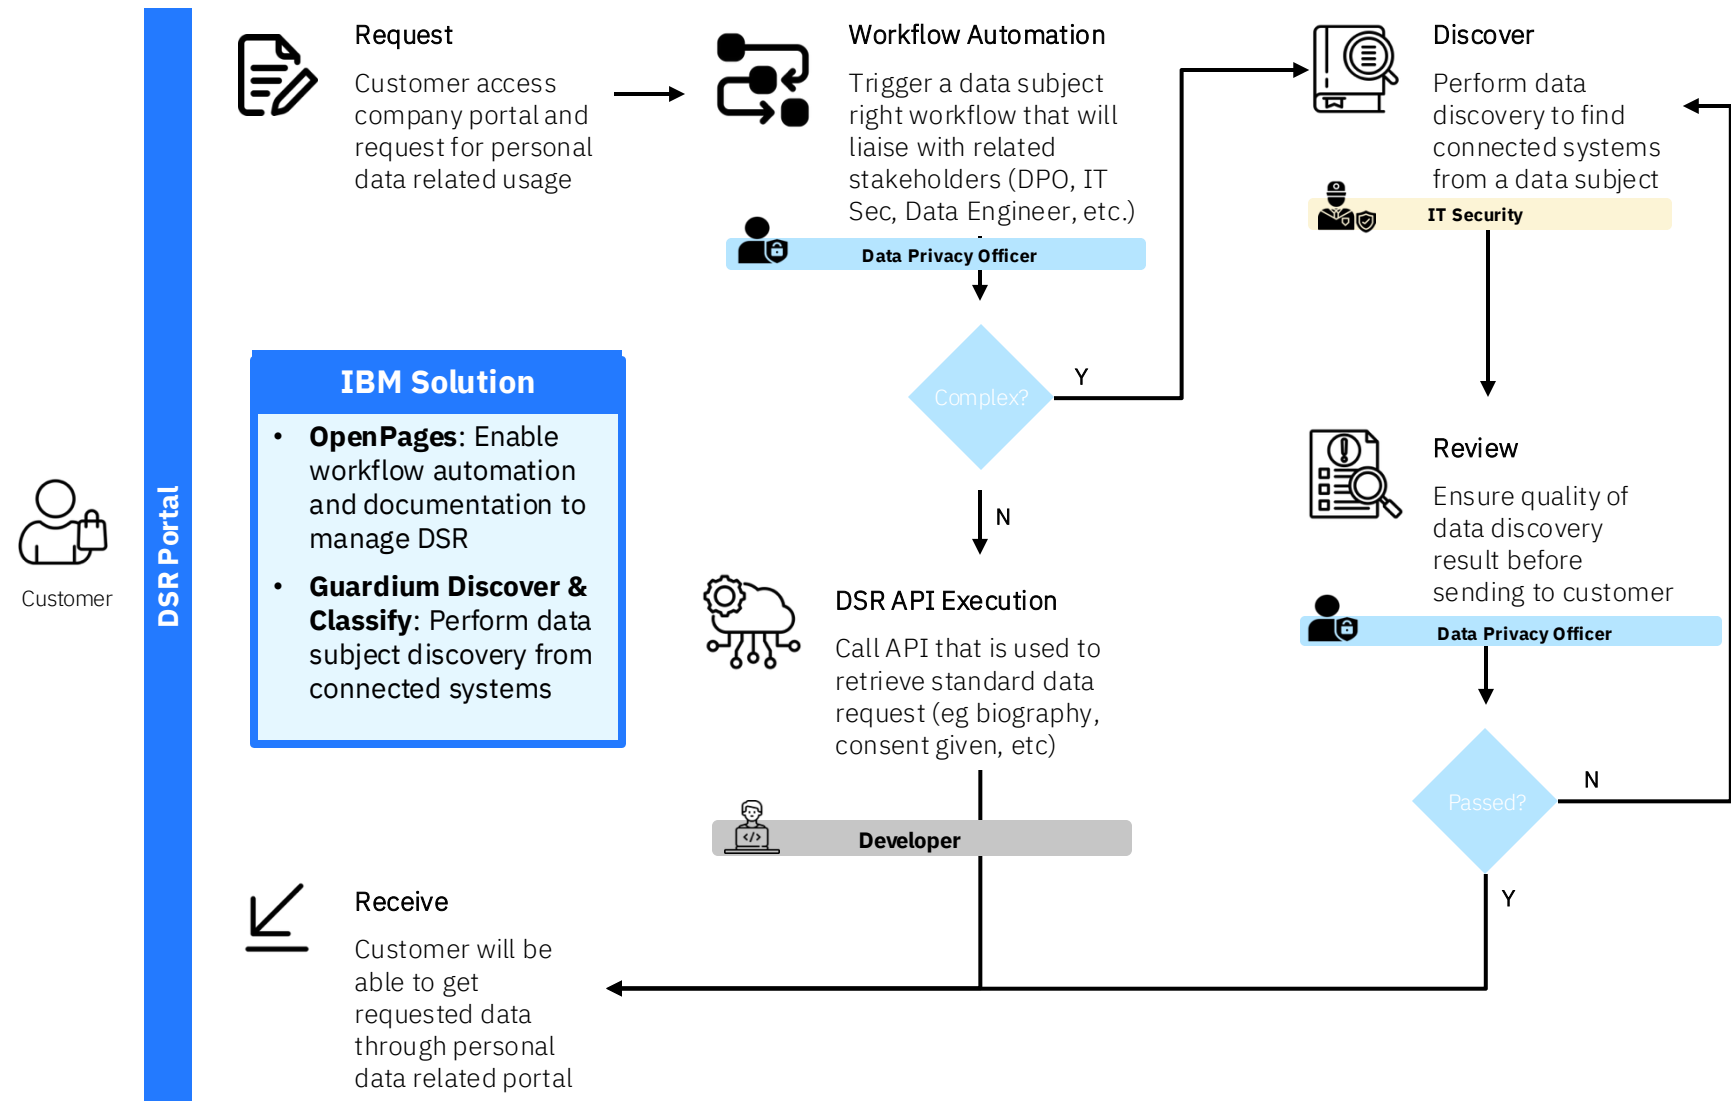 Request
Customer access
company portal and
request for personal
data related usage
Workflow Automation
Trigger a data subject
right workflow that will
liaise with related
stakeholders (DPO, IT
Sec, Data Engineer, etc.)
Data Privacy Officer
Discover
Perform data
discovery to find
connected systems
from a data subject
IT Security
Complex?
Y
N
IBM Solution
• OpenPages: Enable
workflow automation
and documentation to
manage DSR
• Guardium Discover &
Classify: Perform data
subject discovery from
connected systems
Customer
DSR Portal
DSR API Execution
Call API that is used to
retrieve standard data
request (eg biography,
consent given, etc)
Developer
Review
Ensure quality of
data discovery
result before
sending to customer
Data Privacy Officer
Passed?
N
Y
Receive
Customer will be
able to get
requested data
through personal
data related portal